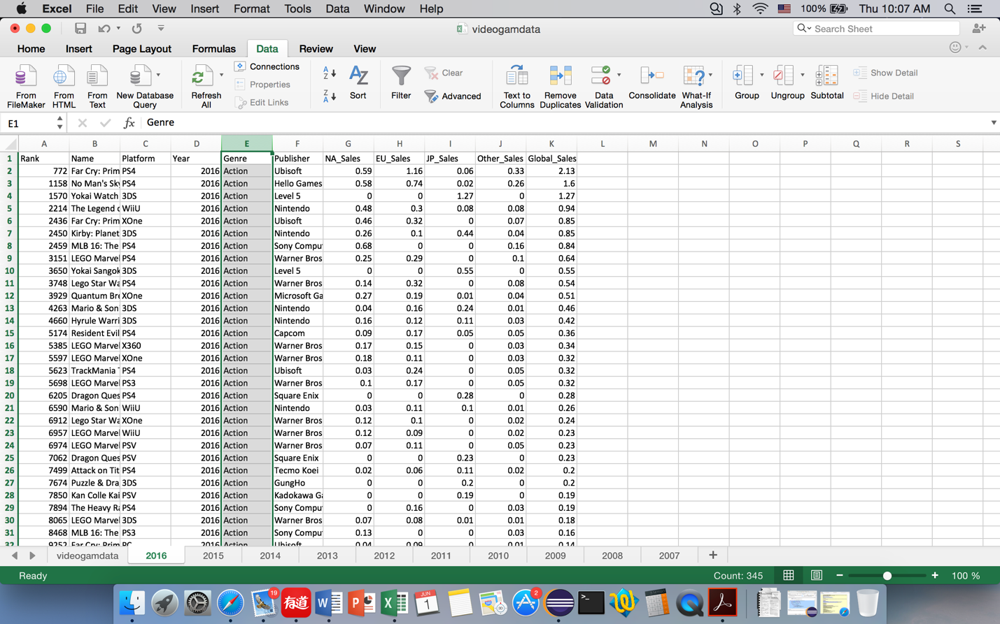 Excel File Edit View Insert Format Tools Data Window Help 100% Thu 10:07 AM
videogamdata
Search Sheet
Home Insert Page Layout Formulas Data Review View
From FileMaker
From HTML
From Text
New Database Query
Refresh All
Connections
Properties
Edit Links
Sort
Filter
Clear
Advanced
Text to Columns
Remove Duplicates
Data Validation
Consolidate
What-If Analysis
Group
Ungroup
Subtotal
Show Detail
Hide Detail
E1 fx Genre
A B C D E F G H I J K L M N O P Q R S
1 Rank Name Platform Year Genre Publisher NA_Sales EU_Sales JP_Sales Other_Sales Global_Sales
2 772 Far Cry: Prim PS4 2016 Action Ubisoft 0.59 1.16 0.06 0.33 2.13
3 1158 No Man's Sky PS4 2016 Action Hello Games 0.58 0.74 0.02 0.26 1.6
4 1570 Yokai Watch 3DS 2016 Action Level 5 0 0 1.27 0 1.27
5 2214 The Legend o WiiU 2016 Action Nintendo 0.48 0.3 0.08 0.08 0.94
6 2436 Far Cry: Prim XOne 2016 Action Ubisoft 0.46 0.32 0 0.07 0.85
7 2450 Kirby: Planet 3DS 2016 Action Nintendo 0.26 0.1 0.44 0.04 0.85
8 2459 MLB 16: The PS4 2016 Action Sony Compu 0.68 0 0 0.16 0.84
9 3151 LEGO Marvel PS4 2016 Action Warner Bros 0.25 0.29 0 0.1 0.64
10 3650 Yokai Sangok 3DS 2016 Action Level 5 0 0 0.55 0 0.55
11 3748 Lego Star Wa PS4 2016 Action Warner Bros 0.14 0.32 0 0.08 0.54
12 3929 Quantum Bre XOne 2016 Action Microsoft Ga 0.27 0.19 0.01 0.04 0.51
13 4263 Mario & Son 3DS 2016 Action Nintendo 0.04 0.16 0.24 0.01 0.46
14 4660 Hyrule Warri 3DS 2016 Action Nintendo 0.16 0.12 0.11 0.03 0.42
15 5174 Resident Evil PS4 2016 Action Capcom 0.09 0.17 0.05 0.05 0.36
16 5385 LEGO Marvel X360 2016 Action Warner Bros 0.17 0.15 0 0.03 0.34
17 5597 LEGO Marvel XOne 2016 Action Warner Bros 0.18 0.11 0 0.03 0.32
18 5623 TrackMania PS4 2016 Action Ubisoft 0.03 0.24 0 0.05 0.32
19 5698 LEGO Marvel PS3 2016 Action Warner Bros 0.1 0.17 0 0.05 0.32
20 6205 Dragon Ques PS4 2016 Action Square Enix 0 0 0.28 0 0.28
21 6590 Mario & Son WiiU 2016 Action Nintendo 0.03 0.11 0.1 0.01 0.26
22 6912 Lego Star Wa XOne 2016 Action Warner Bros 0.12 0.1 0 0.02 0.24
23 6957 LEGO Marvel WiiU 2016 Action Warner Bros 0.12 0.09 0 0.02 0.23
24 6974 LEGO Marvel PSV 2016 Action Warner Bros 0.07 0.11 0 0.05 0.23
25 7062 Dragon Ques PSV 2016 Action Square Enix 0 0 0.23 0 0.23
26 7499 Attack on Tit PS4 2016 Action Tecmo Koei 0.02 0.06 0.11 0.02 0.2
27 7674 Puzzle & Dra 3DS 2016 Action GungHo 0 0 0.2 0 0.2
28 7850 Kan Colle Kai PSV 2016 Action Kadokawa Ga 0 0 0.19 0 0.19
29 7894 The Heavy Ra PS4 2016 Action Sony Compu 0 0.16 0 0.03 0.19
30 8065 LEGO Marvel 3DS 2016 Action Warner Bros 0.07 0.08 0.01 0.01 0.18
31 8468 MLB 16: The PS3 2016 Action Sony Compu 0.13 0 0 0.03 0.16
32 9252 Far Cry: Prim PC 2016 Action Ubisoft 0.04 0.09 0 0.01 0.14
videogamdata 2016 2015 2014 2013 2012 2011 2010 2009 2008 2007 +
Ready Count: 345 100 %
19 有道 W P X JUN 1 2